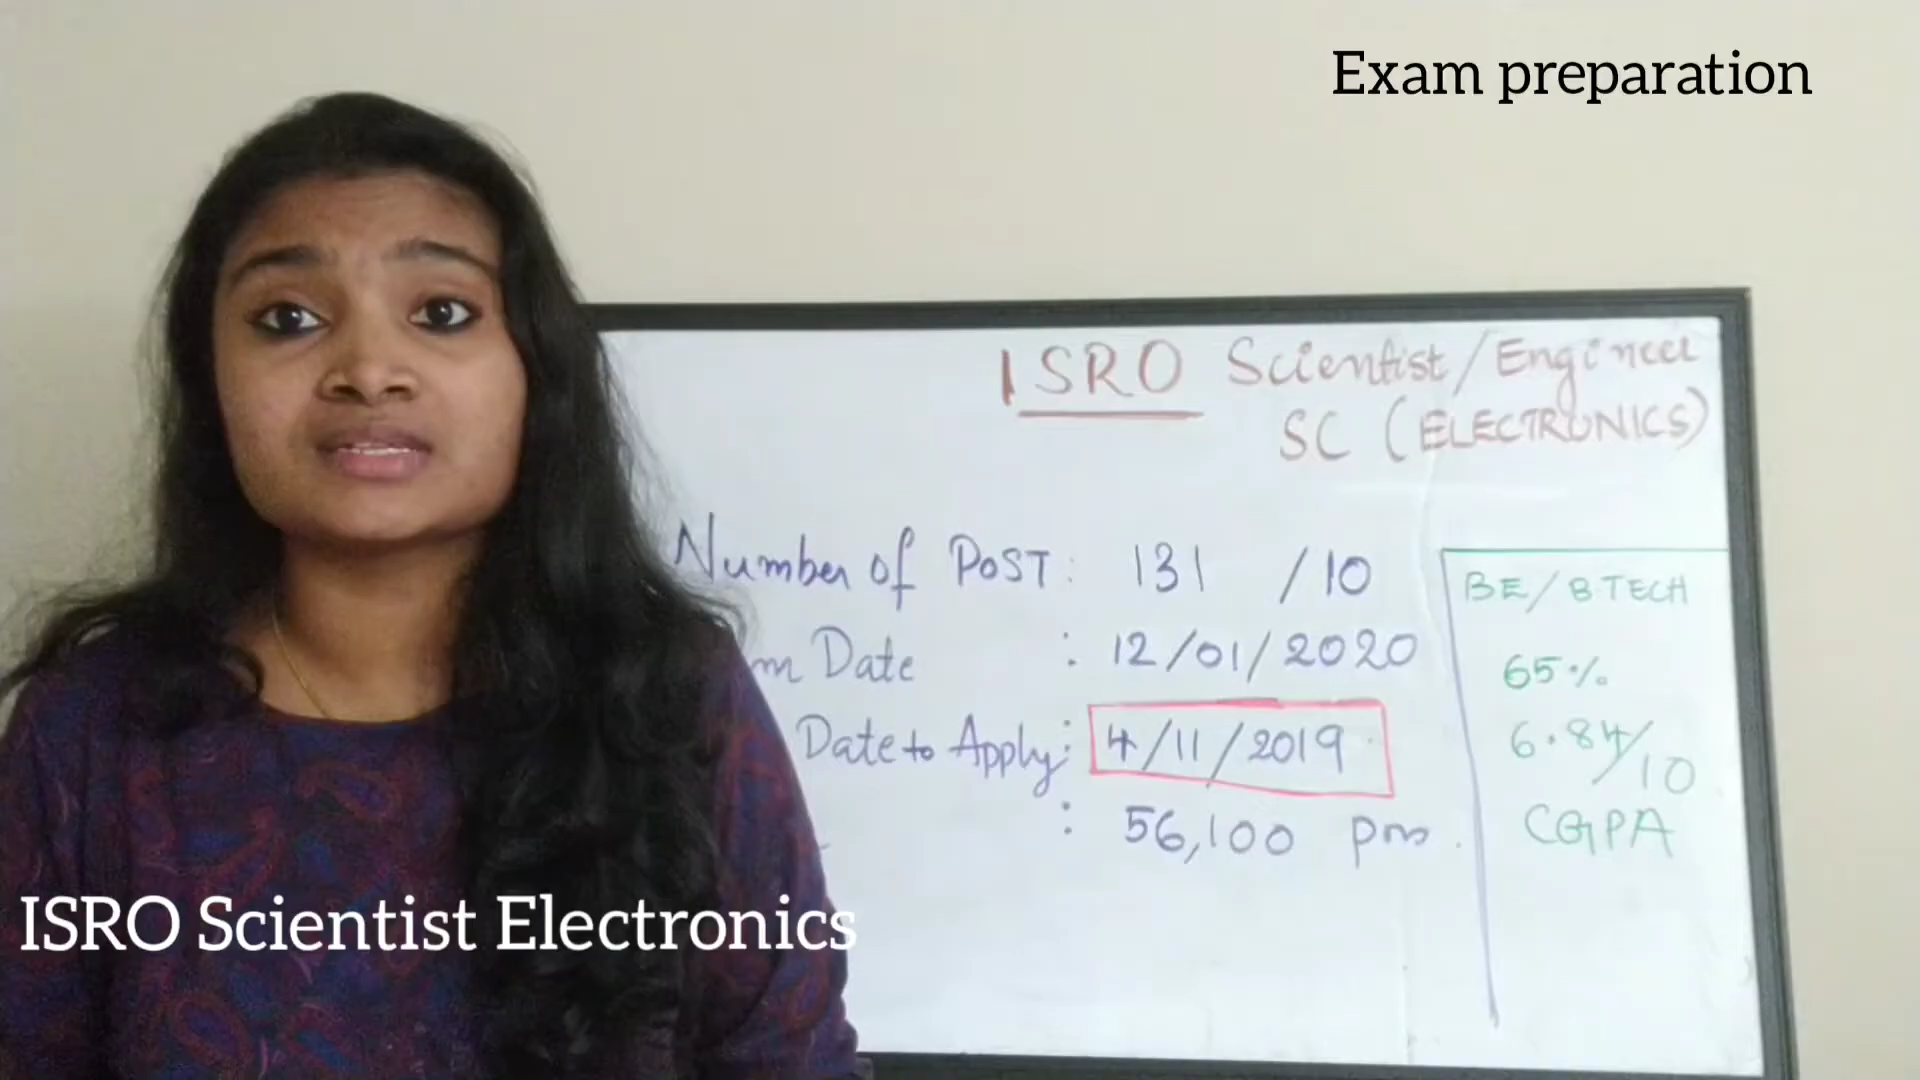 Exam preparation
ISRO Scientist/Engineer
SC (ELECTRONICS)
Number of POST : 131 /10
m Date : 12/01/2020
Date to Apply : 4/11/2019
: 56,100 pm.
BE/BTECH
65%
6.84/10
CGPA
ISRO Scientist Electronics